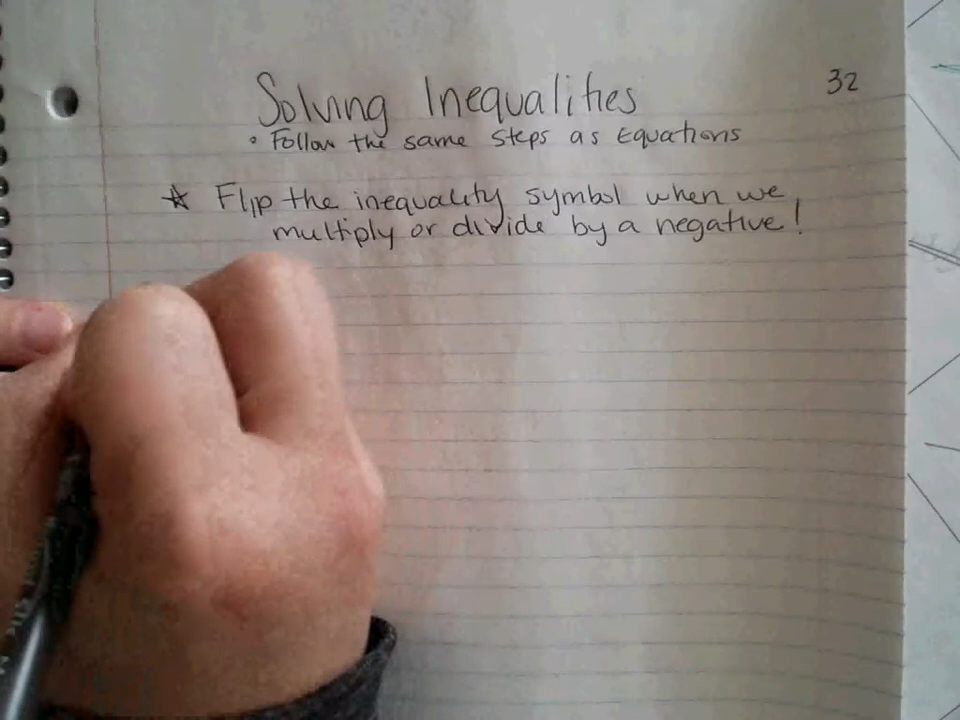 Solving Inequalities
32
• Follow the same steps as Equations
☆ Flip the inequality symbol when we
multiply or divide by a negative!